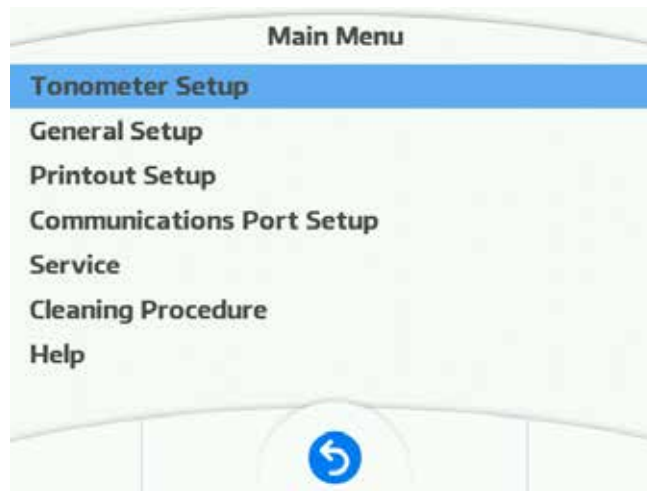 Main Menu
Tonometer Setup
General Setup
Printout Setup
Communications Port Setup
Service
Cleaning Procedure
Help